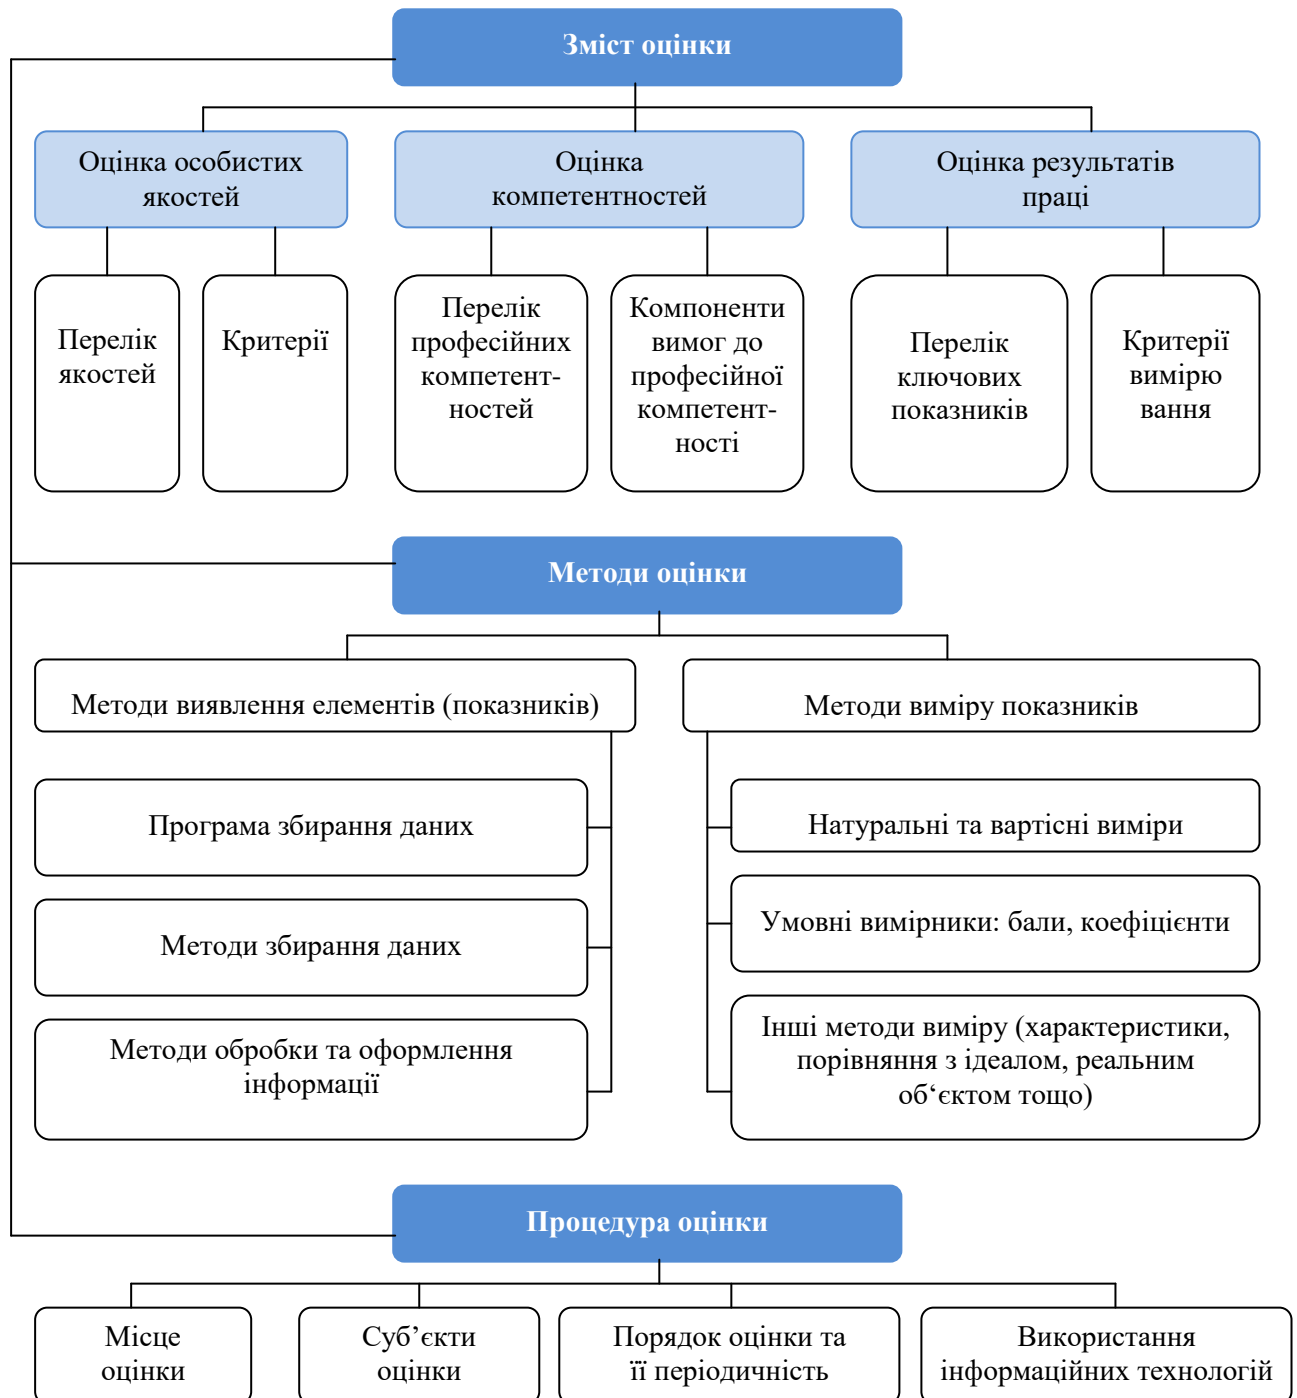 Зміст оцінки
Оцінка особистих
якостей
Оцінка
компетентностей
Оцінка результатів
праці
Перелік
якостей
Критерії
Перелік
професійних
компетент-
ностей
Компоненти
вимог до
професійної
компетент-
ності
Перелік
ключових
показників
Критерії
вимірю
вання
Методи оцінки
Методи виявлення елементів (показників)
Методи виміру показників
Програма збирання даних
Методи збирання даних
Методи обробки та оформлення
інформації
Натуральні та вартісні виміри
Умовні вимірники: бали, коефіцієнти
Інші методи виміру (характеристики,
порівняння з ідеалом, реальним
об‘єктом тощо)
Процедура оцінки
Місце
оцінки
Суб’єкти
оцінки
Порядок оцінки та
її періодичність
Використання
інформаційних технологій